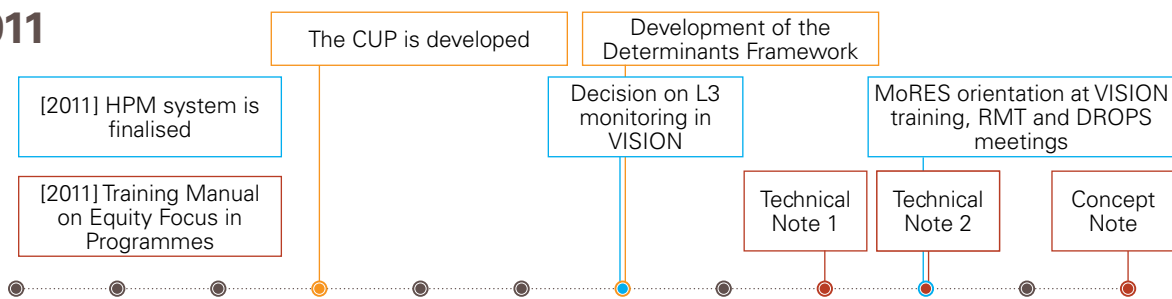 011
The CUP is developed
Development of the
Determinants Framework
[2011] HPM system is
finalised
Decision on L3
monitoring in
VISION
MoRES orientation at VISION
training, RMT and DROPS
meetings
[2011] Training Manual
on Equity Focus in
Programmes
Technical
Note 1
Technical
Note 2
Concept
Note